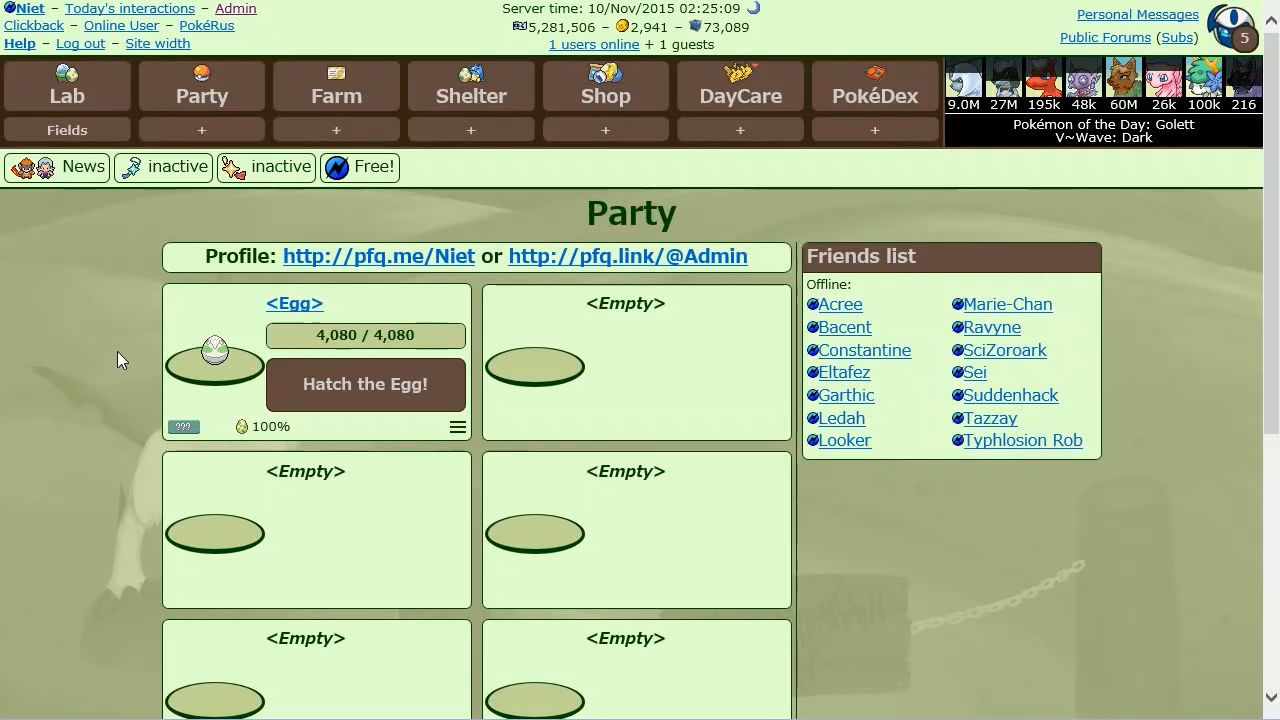 Niet – Today's interactions – Admin
Clickback – Online User – PokéRus
Help – Log out – Site width
Server time: 10/Nov/2015 02:25:09
5,281,506 – 2,941 – 73,089
1 users online + 1 guests
Personal Messages
Public Forums (Subs)
5
Lab
Party
Farm
Shelter
Shop
DayCare
PokéDex
Fields
+
+
+
+
+
+
9.0M 27M 195k 48k 60M 26k 100k 216
Pokémon of the Day: Golett
V~Wave: Dark
News
inactive
inactive
Free!
Party
Profile: http://pfq.me/Niet or http://pfq.link/@Admin
<Egg>
4,080 / 4,080
Hatch the Egg!
???
100%
<Empty>
<Empty>
<Empty>
<Empty>
<Empty>
Friends list
Offline:
Acree
Marie-Chan
Bacent
Ravyne
Constantine
SciZoroark
Eltafez
Sei
Garthic
Suddenhack
Ledah
Tazzay
Looker
Typhlosion Rob